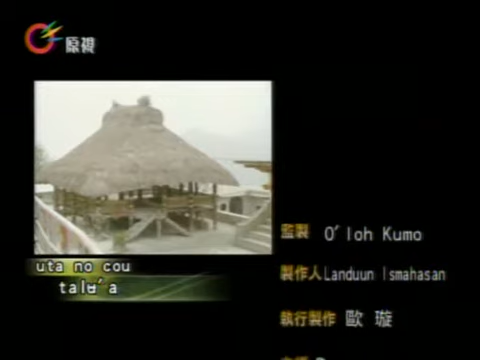 原視
uta no cou
talʉ'a
監製 O'loh Kumo
製作人 Landuun Ismahasan
執行製作 歐 璇